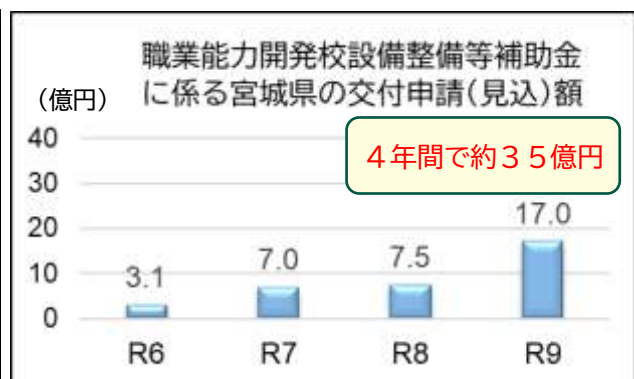 職業能力開発校設備整備等補助金
に係る宮城県の交付申請(見込)額
（億円）
４年間で約３５億円
40
30
20
10
0
3.1
7.0
7.5
17.0
R6
R7
R8
R9